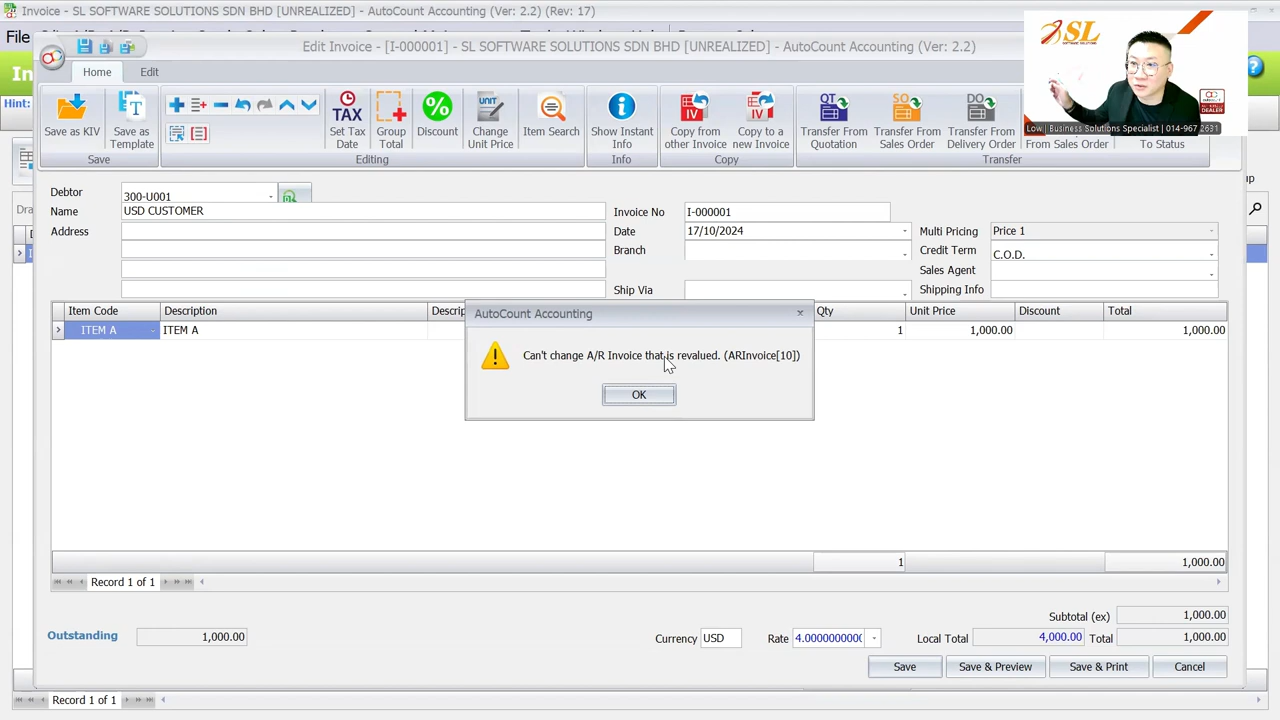 Invoice - SL SOFTWARE SOLUTIONS SDN BHD [UNREALIZED] - AutoCount Accounting (Ver: 2.2) (Rev: 17)
File
Edit Invoice - [I-000001] - SL SOFTWARE SOLUTIONS SDN BHD [UNREALIZED] - AutoCount Accounting (Ver: 2.2)
SL
SOFTWARE SOLUTIONS
Low | Business Solutions Specialist | 014-967 2631
Home Edit
In
Hint:
Save as KIV
Save as Template
Set Tax Date
Group Total
Discount
Change Unit Price
Item Search
Show Instant Info
Copy from other Invoice
Copy to a new Invoice
Transfer From Quotation
Transfer From Sales Order
Transfer From Delivery Order
From Sales Order
To Status
Save Editing Info Copy Transfer
Debtor 300-U001
Name USD CUSTOMER Invoice No I-000001
Address Date 17/10/2024 Multi Pricing Price 1
Branch Credit Term C.O.D.
Sales Agent
Ship Via Shipping Info
Item Code Description Descrip Qty Unit Price Discount Total
ITEM A ITEM A 1 1,000.00 1,000.00
AutoCount Accounting x
Can't change A/R Invoice that is revalued. (ARInvoice[10])
OK
1 1,000.00
Record 1 of 1
Subtotal (ex) 1,000.00
Outstanding 1,000.00 Currency USD Rate 4.0000000000 Local Total 4,000.00 Total 1,000.00
Save Save & Preview Save & Print Cancel
Record 1 of 1